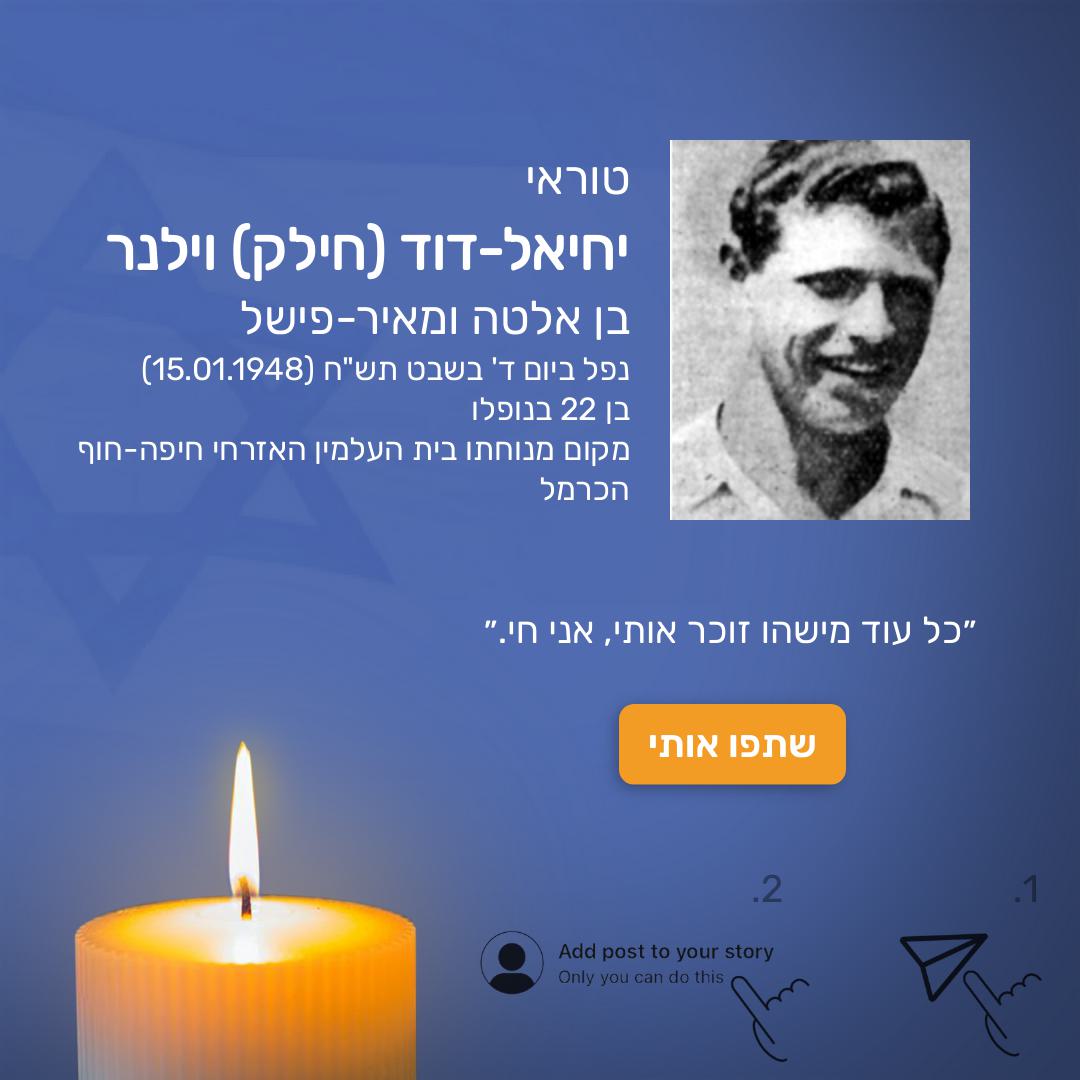 טוראי
יחיאל-דוד (חילק) וילנר
בן אלטה ומאיר-פישל
נפל ביום ד' בשבט תש"ח (15.01.1948)
בן 22 בנופלו
מקום מנוחתו בית העלמין האזרחי חיפה-חוף
הכרמל
״כל עוד מישהו זוכר אותי, אני חי.״
שתפו אותי
.1
.2
Add post to your story
Only you can do this